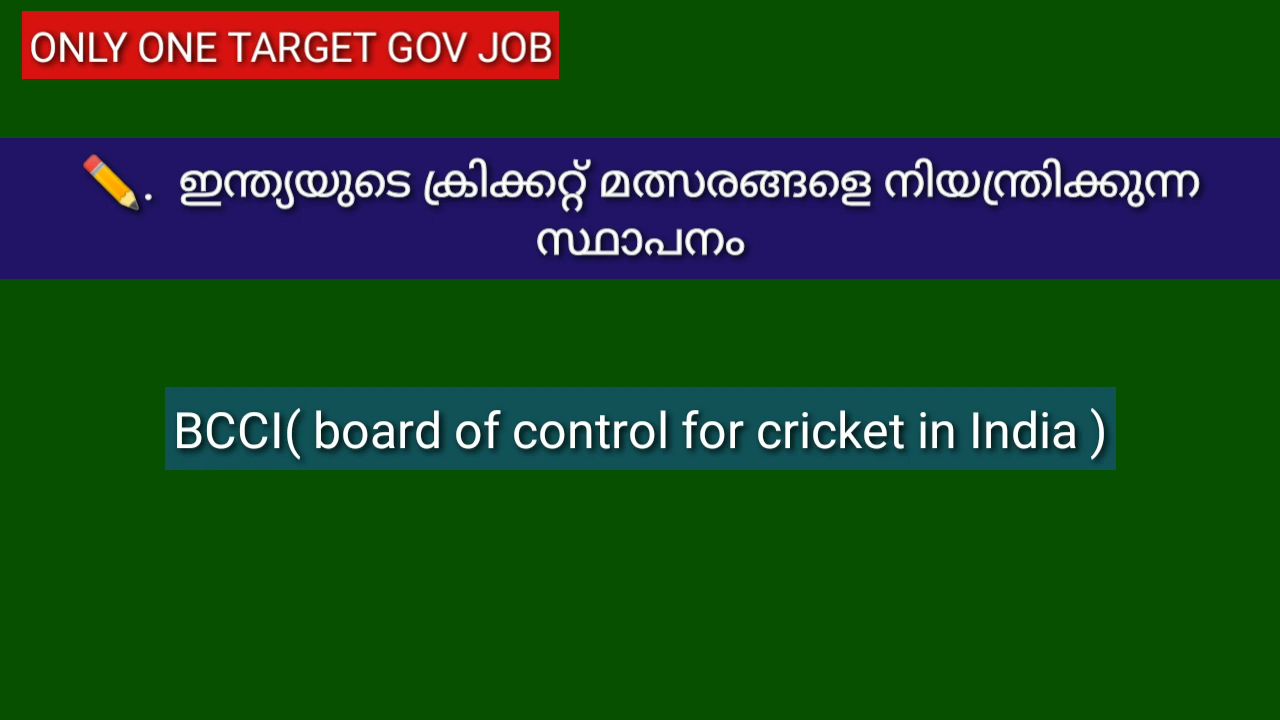 ONLY ONE TARGET GOV JOB
✏️. ഇന്ത്യയുടെ ക്രിക്കറ്റ് മത്സരങ്ങളെ നിയന്ത്രിക്കുന്ന
സ്ഥാപനം
BCCI( board of control for cricket in India )